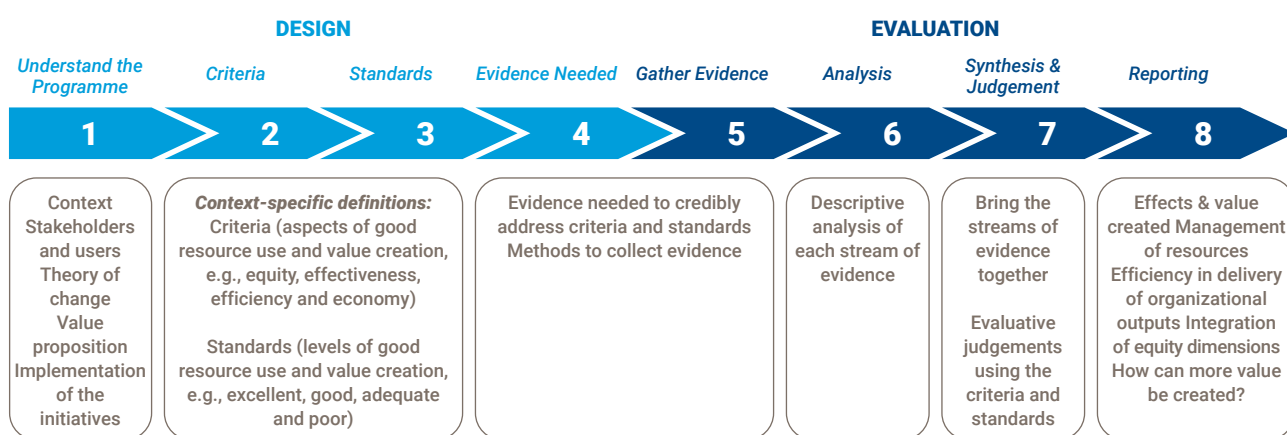 DESIGN
EVALUATION
Understand the
Programme
Criteria
Standards
Evidence Needed
Gather Evidence
Analysis
Synthesis &
Judgement
Reporting
1
2
3
4
5
6
7
8
Context
Stakeholders
and users
Theory of
change
Value
proposition
Implementation
of the
initiatives
Context-specific definitions:
Criteria (aspects of good
resource use and value creation,
e.g., equity, effectiveness,
efficiency and economy)
Standards (levels of good
resource use and value creation,
e.g., excellent, good, adequate
and poor)
Evidence needed to credibly
address criteria and standards
Methods to collect evidence
Descriptive
analysis of
each stream of
evidence
Bring the
streams of
evidence
together
Evaluative
judgements
using the
criteria and
standards
Effects & value
created Management
of resources
Efficiency in delivery
of organizational
outputs Integration
of equity dimensions
How can more value
be created?